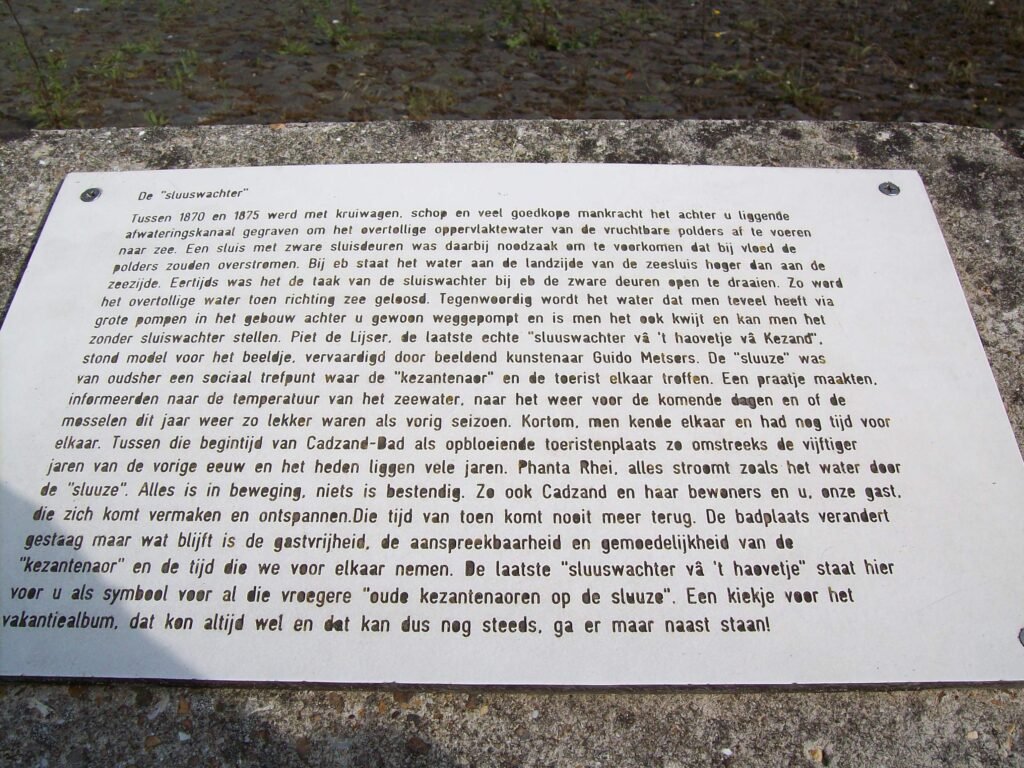 De "sluuswachter"
Tussen 1870 en 1875 werd met kruiwagen, schop en veel goedkope mankracht het achter u liggende
afwateringskanaal gegraven om het overtollige oppervlaktewater van de vruchtbare polders af te voeren
naar zee. Een sluis met zware sluisdeuren was daarbij noodzaak om te voorkomen dat bij vloed de
polders zouden overstromen. Bij eb staat het water aan de landzijde van de zeesluis hoger dan aan de
zeezijde. Eertijds was het de taak van de sluiswachter bij eb de zware deuren open te draaien. Zo werd
het overtollige water toen richting zee geloosd. Tegenwoordig wordt het water dat men teveel heeft via
grote pompen in het gebouw achter u gewoon weggepompt en is men het ook kwijt en kan men het
zonder sluiswachter stellen. Piet de Lijser, de laatste echte "sluuswachter vâ 't haovetje vâ Kezand",
stond model voor het beeldje, vervaardigd door beeldend kunstenaar Guido Metsers. De "sluuze" was
van oudsher een sociaal trefpunt waar de "kezantenaor" en de toerist elkaar troffen. Een praatje maakten,
informeerden naar de temperatuur van het zeewater, naar het weer voor de komende dagen en of de
mosselen dit jaar weer zo lekker waren als vorig seizoen. Kortom, men kende elkaar en had nog tijd voor
elkaar. Tussen die begintijd van Cadzand-Bad als opbloeiende toeristenplaats zo omstreeks de vijftiger
jaren van de vorige eeuw en het heden liggen vele jaren. Phanta Rhei, alles stroomt zoals het water door
de "sluuze". Alles is in beweging, niets is bestendig. Zo ook Cadzand en haar bewoners en u, onze gast,
die zich komt vermaken en ontspannen.Die tijd van toen komt nooit meer terug. De badplaats verandert
gestaag maar wat blijft is de gastvrijheid, de aanspreekbaarheid en gemoedelijkheid van de
"kezantenaor" en de tijd die we voor elkaar nemen. De laatste "sluuswachter vâ 't haovetje" staat hier
voor u als symbool voor al die vroegere "oude kezantenaoren op de sluuze". Een kiekje voor het
vakantiealbum, dat kon altijd wel en dat kan dus nog steeds, ga er maar naast staan!